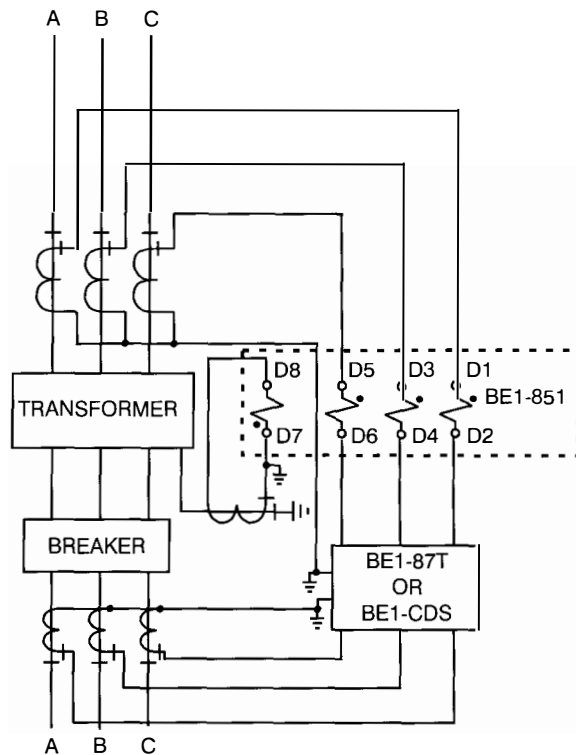 A B C
D8 D5 D3 D1
BE1-851
TRANSFORMER
D7 D6 D4 D2
BREAKER
BE1-87T
OR
BE1-CDS
A B C